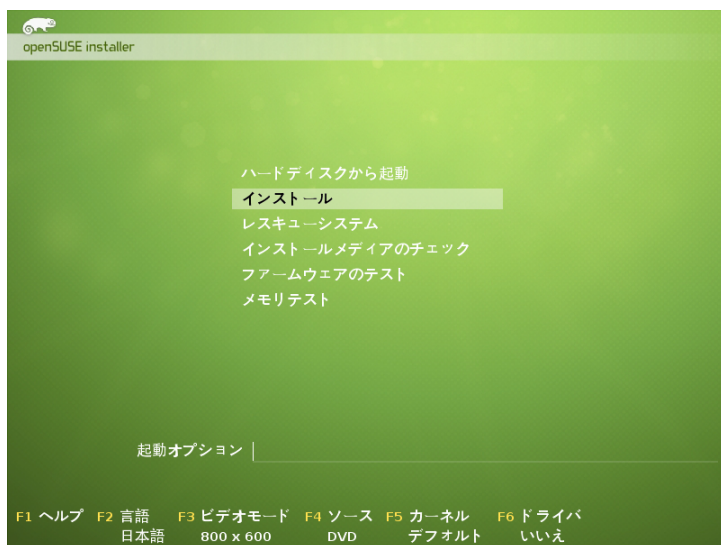 openSUSE installer
ハードディスクから起動
インストール
レスキューシステム
インストールメディアのチェック
ファームウェアのテスト
メモリテスト
起動オプション
F1 ヘルプ F2 言語 F3 ビデオモード F4 ソース F5 カーネル F6 ドライバ
日本語 800 x 600 DVD デフォルト いいえ